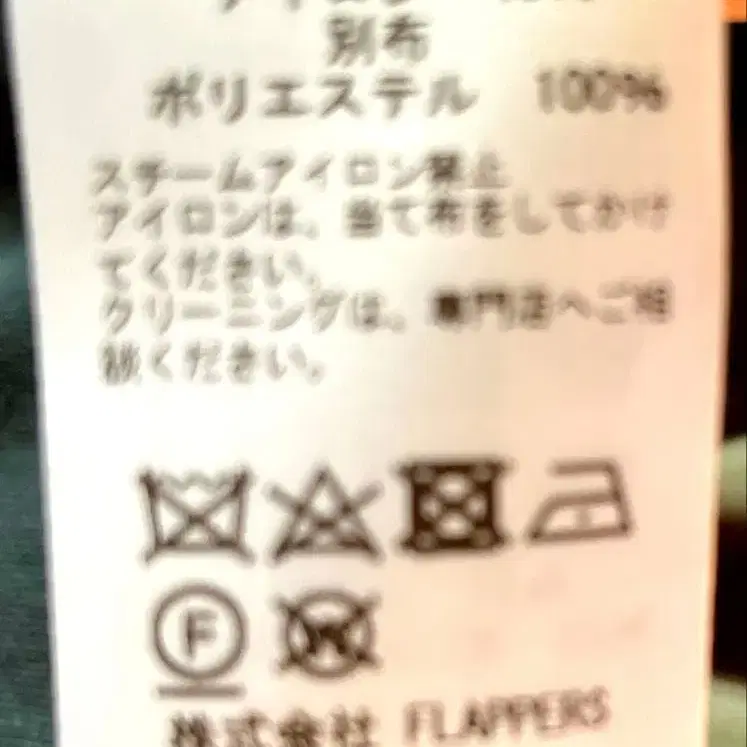 別布
ポリエステル 100%
スチームアイロン禁止
アイロンは、当て布をしてかけ
てください。
クリーニングは、専門店へご相
談ください。
F
W
株式会社 FLAPPERS